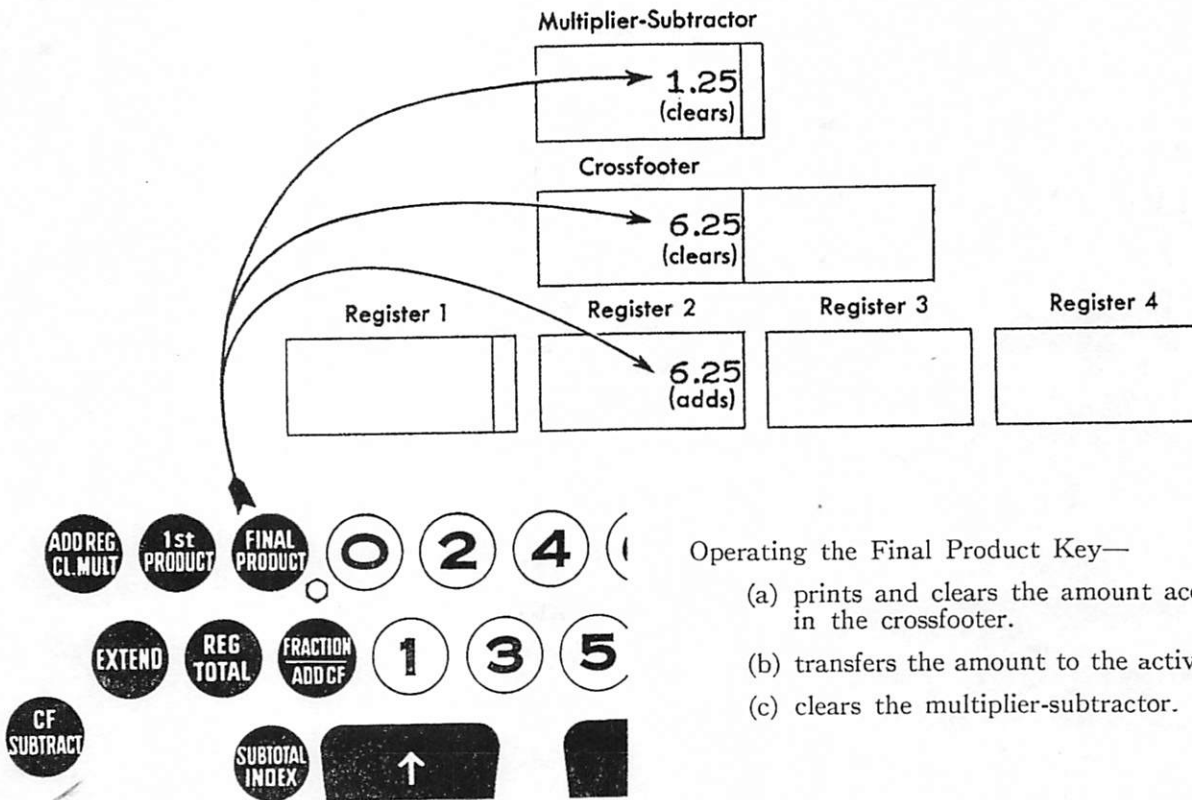 Multiplier-Subtractor
1.25
(clears)
Crossfooter
6.25
(clears)
Register 1 Register 2 Register 3 Register 4
6.25
(adds)
ADD REG
CL.MULT
1st
PRODUCT
FINAL
PRODUCT
0 2 4
EXTEND
REG
TOTAL
FRACTION
ADD CF
1 3 5
CF
SUBTRACT
SUBTOTAL
INDEX
↑
Operating the Final Product Key—
(a) prints and clears the amount
in the crossfooter.
(b) transfers the amount to the
(c) clears the multiplier-subtractor.